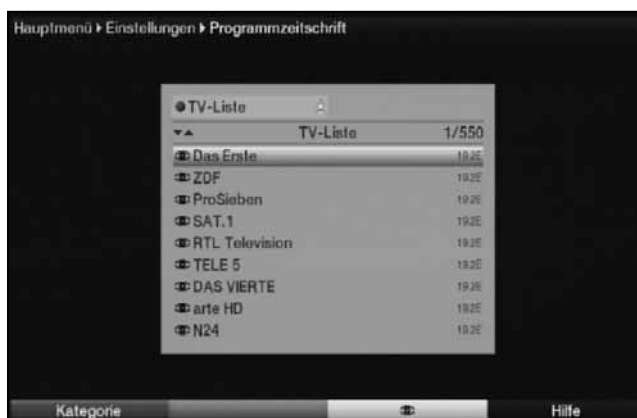 Hauptmenü ▸ Einstellungen ▸ Programmzeitschrift
TV-Liste
TV-Liste 1/550
Das Erste 19.2E
ZDF 19.2E
ProSieben 19.2E
SAT.1 19.2E
RTL Television 19.2E
TELE 5 19.2E
DAS VIERTE 19.2E
arte HD 19.2E
N24 19.2E
Kategorie Hilfe